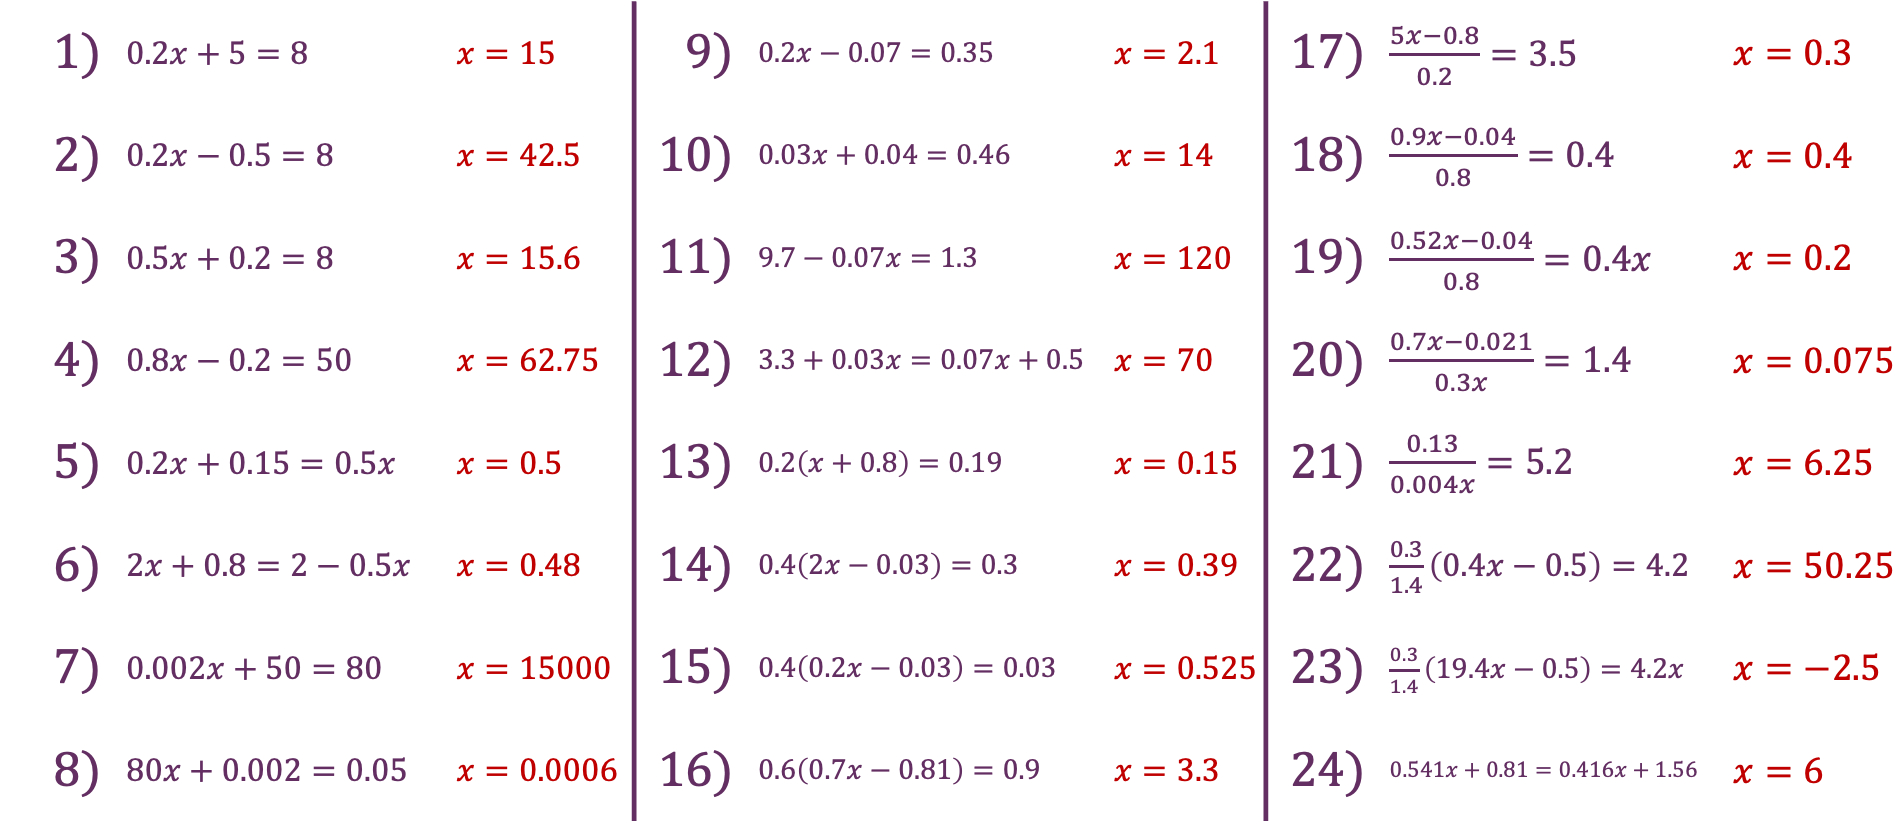 1) 0.2x + 5 = 8 x = 15
2) 0.2x − 0.5 = 8 x = 42.5
3) 0.5x + 0.2 = 8 x = 15.6
4) 0.8x − 0.2 = 50 x = 62.75
5) 0.2x + 0.15 = 0.5x x = 0.5
6) 2x + 0.8 = 2 − 0.5x x = 0.48
7) 0.002x + 50 = 80 x = 15000
8) 80x + 0.002 = 0.05 x = 0.0006
9) 0.2x − 0.07 = 0.35 x = 2.1
10) 0.03x + 0.04 = 0.46 x = 14
11) 9.7 − 0.07x = 1.3 x = 120
12) 3.3 + 0.03x = 0.07x + 0.5 x = 70
13) 0.2(x + 0.8) = 0.19 x = 0.15
14) 0.4(2x − 0.03) = 0.3 x = 0.39
15) 0.4(0.2x − 0.03) = 0.03 x = 0.525
16) 0.6(0.7x − 0.81) = 0.9 x = 3.3
17) (5x−0.8)/0.2 = 3.5 x = 0.3
18) (0.9x−0.04)/0.8 = 0.4 x = 0.4
19) (0.52x−0.04)/0.8 = 0.4x x = 0.2
20) (0.7x−0.021)/0.3x = 1.4 x = 0.075
21) 0.13/0.004x = 5.2 x = 6.25
22) 0.3/1.4 (0.4x − 0.5) = 4.2 x = 50.25
23) 0.3/1.4 (19.4x − 0.5) = 4.2x x = −2.5
24) 0.541x + 0.81 = 0.416x + 1.56 x = 6